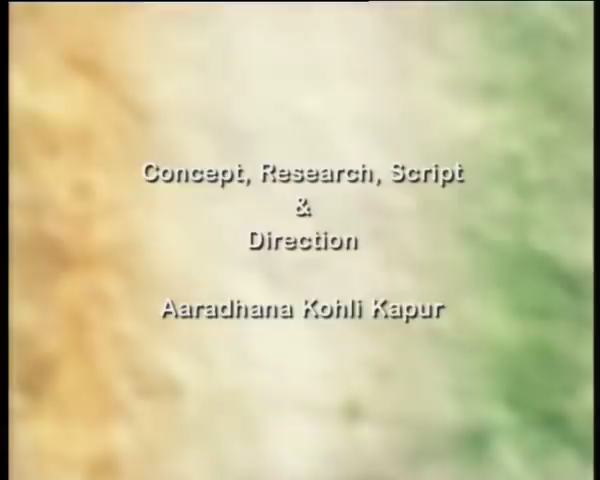 Concept, Research, Script
&
Direction
Aaradhana Kohli Kapur